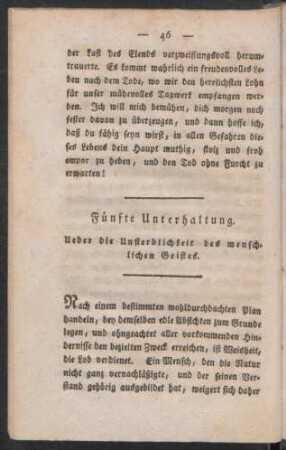 — 46 —
der Last des Elends verzweiflungsvoll herum-
trauerte. Es kommt wahrlich ein freudenvolles Le-
ben nach dem Tode, wo wir den herrlichsten Lohn
für unser mühevolles Tagwerk empfangen wer-
den. Ich will mich bemühen, dich morgen noch
fester davon zu überzeugen, und dann hoffe ich,
daß du fähig seyn wirst, in allen Gefahren die-
ses Lebens dein Haupt muthig, stolz und froh
empor zu heben, und den Tod ohne Furcht zu
erwarten!
Fünfte Unterhaltung.
Ueber die Unsterblichkeit des mensch-
lichen Geistes.
Nach einem bestimmten wohldurchdachten Plan
handeln, bey demselben edle Absichten zum Grunde
legen, und ohngeachtet aller vorkommenden Hin-
dernisse den bezielten Zweck erreichen, ist Weisheit,
die Lob verdienet. Ein Mensch, den die Natur
nicht ganz vernachläßigte, und der seinen Ver-
stand gehörig ausgebildet hat, weigert sich daher